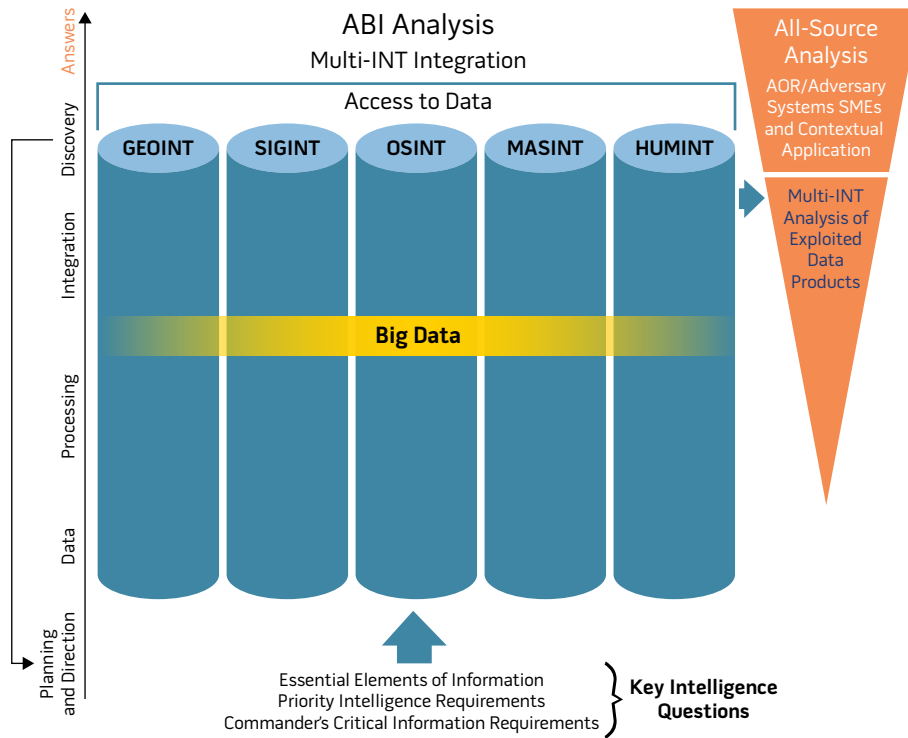 ABI Analysis
Multi-INT Integration
Access to Data
GEOINT
SIGINT
OSINT
MASINT
HUMINT
Big Data
Answers
Discovery
Integration
Processing
Data
Planning
and Direction
All-Source
Analysis
AOR/Adversary
Systems SMEs
and Contextual
Application
Multi-INT
Analysis of
Exploited
Data
Products
Essential Elements of Information
Priority Intelligence Requirements
Commander's Critical Information Requirements
Key Intelligence
Questions